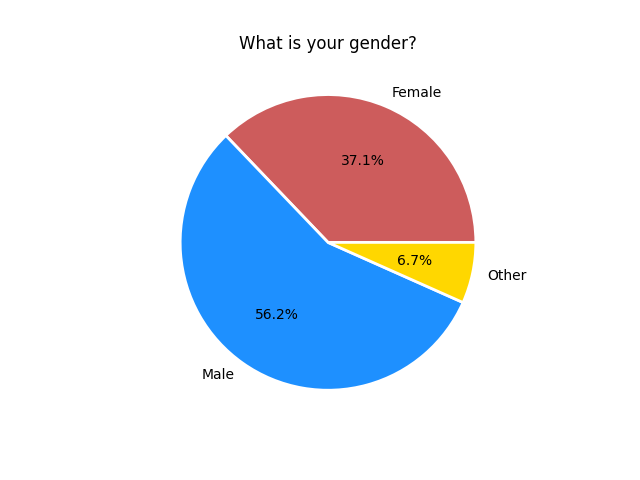 What is your gender?
Female
37.1%
6.7%
Other
56.2%
Male